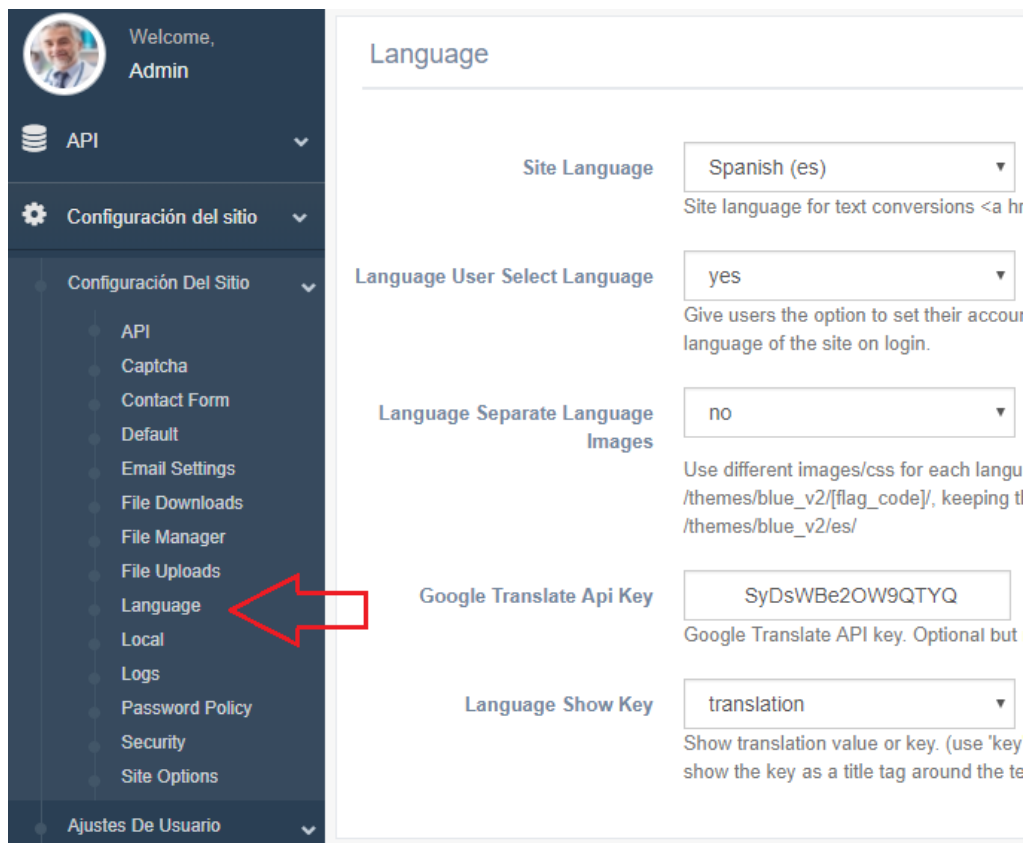 Welcome,
Admin
API
Configuración del sitio
Configuración Del Sitio
API
Captcha
Contact Form
Default
Email Settings
File Downloads
File Manager
File Uploads
Language
Local
Logs
Password Policy
Security
Site Options
Ajustes De Usuario
Language
Site Language
Spanish (es)
Site language for text conversions <a
Language User Select Language
yes
Give users the option to set their
language of the site on login.
Language Separate Language
Images
no
Use different images/css for each
/themes/blue_v2/[flag_code]/, keeping
/themes/blue_v2/es/
Google Translate Api Key
SyDsWBe2OW9QTYQ
Google Translate API key. Optional but
Language Show Key
translation
Show translation value or key. (use 'key
show the key as a title tag around the